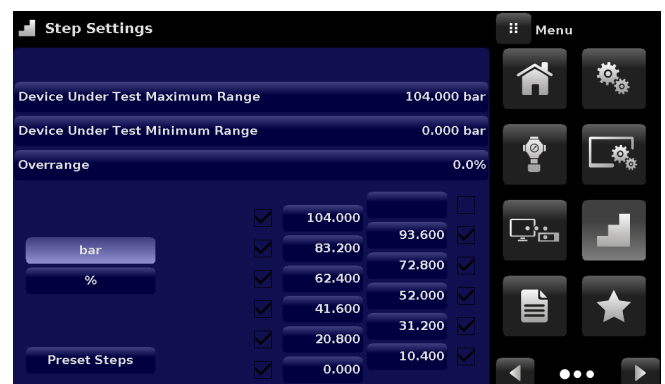 Step Settings
Menu
Device Under Test Maximum Range 104.000 bar
Device Under Test Minimum Range 0.000 bar
Overrange 0.0%
104.000
93.600
bar 83.200
72.800
% 62.400
52.000
41.600
31.200
20.800
Preset Steps 10.400
0.000